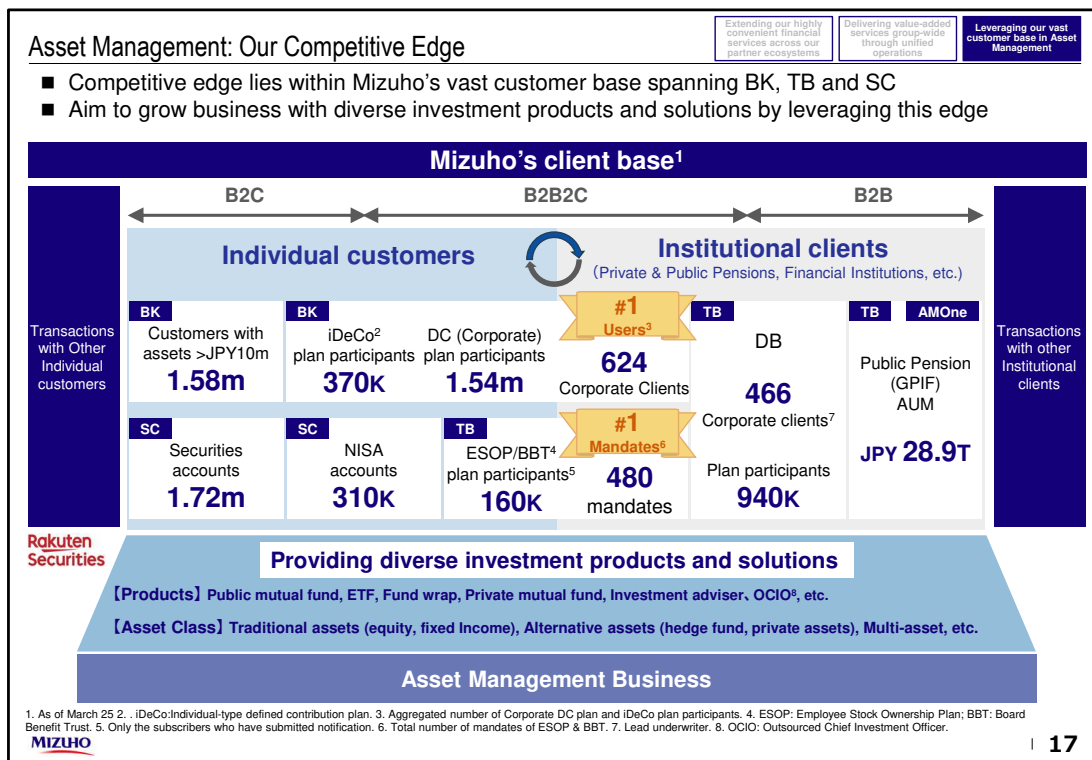 Asset Management: Our Competitive Edge
Extending our highly
convenient financial
services across our
partner ecosystems
Delivering value-added
services group-wide
through unified
operations
Leveraging our vast
customer base in Asset
Management
■ Competitive edge lies within Mizuho's vast customer base spanning BK, TB and SC
■ Aim to grow business with diverse investment products and solutions by leveraging this edge
Mizuho's client base¹
B2C
B2B2C
B2B
Transactions
with Other
Individual
customers
Individual customers
Institutional clients
(Private & Public Pensions, Financial Institutions, etc.)
BK
Customers with
assets >JPY10m
1.58m
BK
iDeCo²
plan participants
370K
DC (Corporate)
plan participants
1.54m
#1
Users³
624
Corporate Clients
TB
DB
466
Corporate clients⁷
Plan participants
940K
TB
AMOne
Public Pension
(GPIF)
AUM
JPY 28.9T
SC
Securities
accounts
1.72m
SC
NISA
accounts
310K
TB
ESOP/BBT⁴
plan participants⁵
160K
#1
Mandates⁶
480
mandates
Transactions
with other
Institutional
clients
Rakuten
Securities
Providing diverse investment products and solutions
【Products】Public mutual fund, ETF, Fund wrap, Private mutual fund, Investment adviser、OCIO⁸, etc.
【Asset Class】Traditional assets (equity, fixed Income), Alternative assets (hedge fund, private assets), Multi-asset, etc.
Asset Management Business
1. As of March 25 2. . iDeCo:Individual-type defined contribution plan. 3. Aggregated number of Corporate DC plan and iDeCo plan participants. 4. ESOP: Employee Stock Ownership Plan; BBT: Board
Benefit Trust. 5. Only the subscribers who have submitted notification. 6. Total number of mandates of ESOP & BBT. 7. Lead underwriter. 8. OCIO: Outsourced Chief Investment Officer.
MIZUHO
17